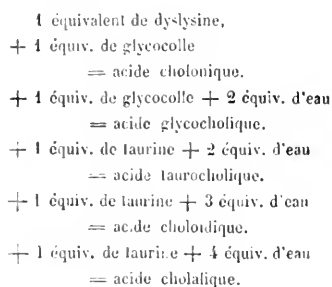 1 équivalent de dyslysine,
+ 1 équiv. de glycocolle
= acide cholonique.
+ 1 équiv. de glycocolle + 2 équiv. d'eau
= acide glycocholique.
+ 1 équiv. de taurine + 2 équiv. d'eau
= acide taurocholique.
+ 1 équiv. de taurine + 3 équiv. d'eau
= acide choloïdique.
+ 1 équiv. de taurine + 4 équiv. d'eau
= acide cholalique.